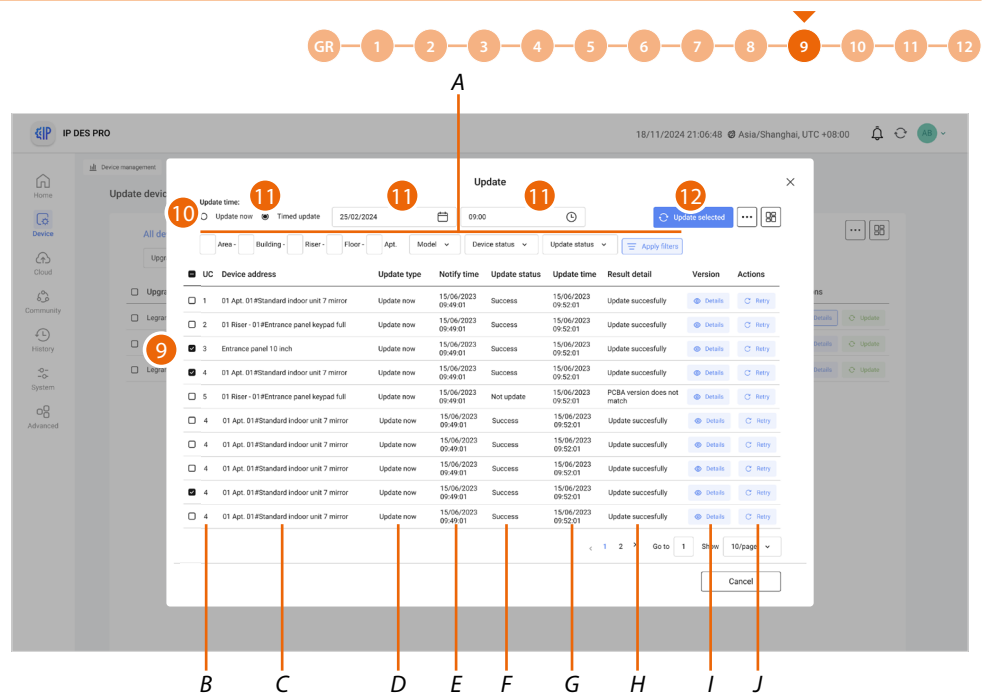 GR 1 2 3 4 5 6 7 8 9 10 11 12
A
IP IP DES PRO 18/11/2024 21:06:48 Asia/Shanghai, UTC +08:00 AB
Device management
Update
Home
Update devic
Update time:
10 11 11 11 12
Update now Timed update 25/02/2024 09:00 Update selected
Device
All de
Area - Building - Riser - Floor - Apt. Model Device status Update status Apply filters
Upgr
Cloud
UC Device address Update type Notify time Update status Update time Result detail Version Actions
Upgra ns
1 01 Apt. 01#Standard indoor unit 7 mirror Update now 15/06/2023 09:49:01 Success 15/06/2023 09:52:01 Update succesfully Details Retry
Community
Legran Details Update
2 01 Riser - 01#Entrance panel keypad full Update now 15/06/2023 09:49:01 Success 15/06/2023 09:52:01 Update succesfully Details Retry
9
History
3 Entrance panel 10 inch Update now 15/06/2023 09:49:01 Success 15/06/2023 09:52:01 Update succesfully Details Retry
Details Update
System
Legrar Details Update
4 01 Apt. 01#Standard indoor unit 7 mirror Update now 15/06/2023 09:49:01 Success 15/06/2023 09:52:01 Update succesfully Details Retry
5 01 Riser - 01#Entrance panel keypad full Update now 15/06/2023 09:49:01 Not update 15/06/2023 09:52:01 PCBA version does not match Details Retry
Advanced
4 01 Apt. 01#Standard indoor unit 7 mirror Update now 15/06/2023 09:49:01 Success 15/06/2023 09:52:01 Update succesfully Details Retry
4 01 Apt. 01#Standard indoor unit 7 mirror Update now 15/06/2023 09:49:01 Success 15/06/2023 09:52:01 Update succesfully Details Retry
4 01 Apt. 01#Standard indoor unit 7 mirror Update now 15/06/2023 09:49:01 Success 15/06/2023 09:52:01 Update succesfully Details Retry
4 01 Apt. 01#Standard indoor unit 7 mirror Update now 15/06/2023 09:49:01 Success 15/06/2023 09:52:01 Update succesfully Details Retry
4 01 Apt. 01#Standard indoor unit 7 mirror Update now 15/06/2023 09:49:01 Success 15/06/2023 09:52:01 Update succesfully Details Retry
1 2 Go to 1 Show 10/page
Cancel
B C D E F G H I J